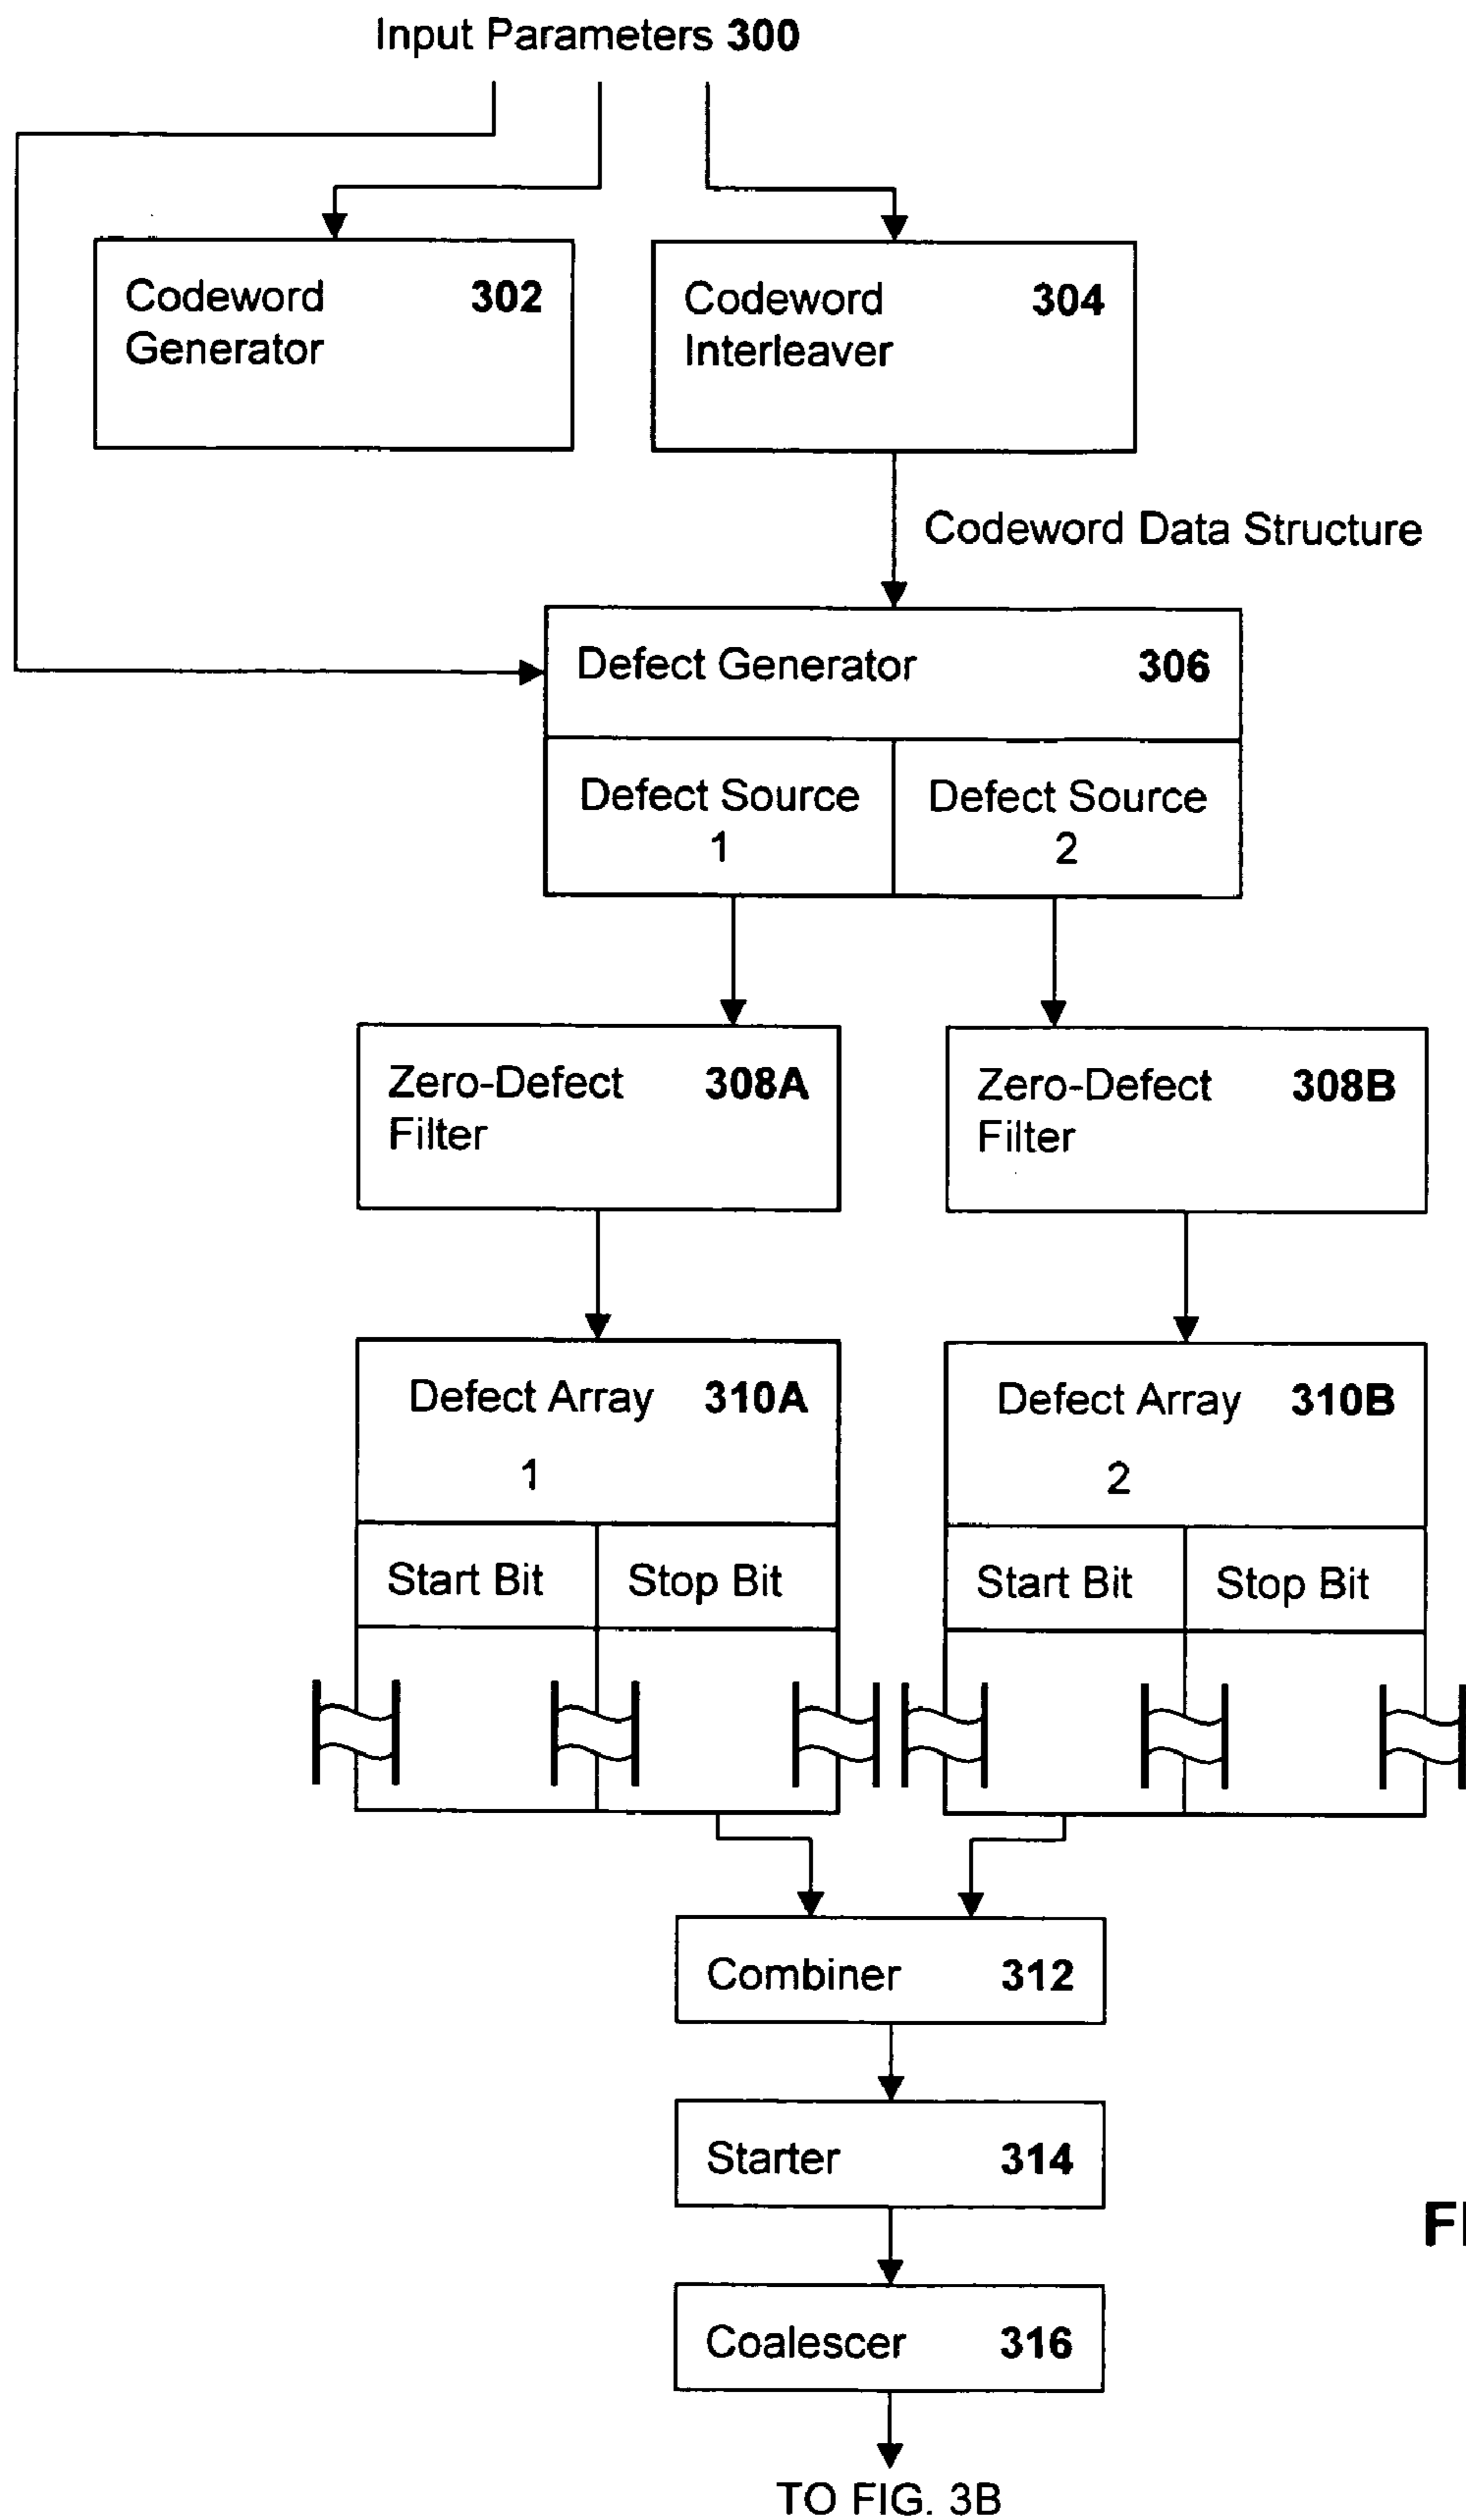 Input Parameters 300
Codeword 302
Generator
Codeword 304
Interleaver
Codeword Data Structure
Defect Generator 306
Defect Source
1
Defect Source
2
Zero-Defect 308A
Filter
Zero-Defect 308B
Filter
Defect Array 310A
1
Defect Array 310B
2
Start Bit Stop Bit
Start Bit Stop Bit
Combiner 312
Starter 314
Coalescer 316
TO FIG. 3B